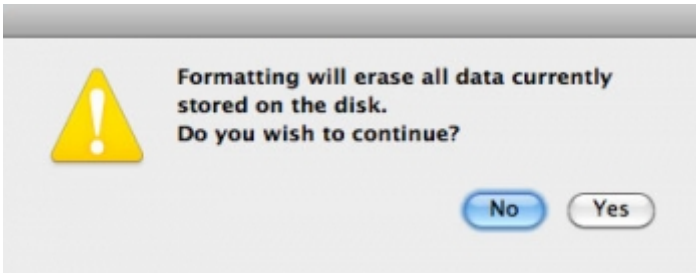 Formatting will erase all data currently
stored on the disk.
Do you wish to continue?
No Yes